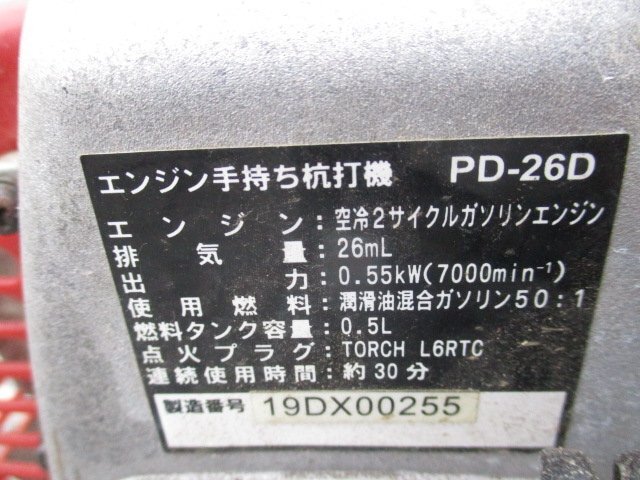 エンジン手持ち杭打機 PD-26D
エンジン:空冷2サイクルガソリンエンジン
排気量:26mL
出力:0.55kW(7000min⁻¹)
使用燃料:潤滑油混合ガソリン50:1
燃料タンク容量:0.5L
点火プラグ:TORCH L6RTC
連続使用時間:約30分
製造番号 19DX00255